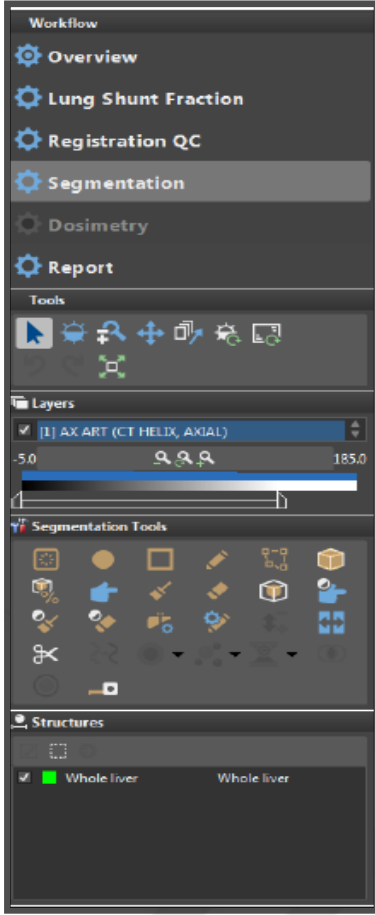 Workflow
Overview
Lung Shunt Fraction
Registration QC
Segmentation
Dosimetry
Report
Tools
Layers
[1] AX ART (CT HELIX, AXIAL)
-5.0 185.0
Segmentation Tools
Structures
Whole liver Whole liver